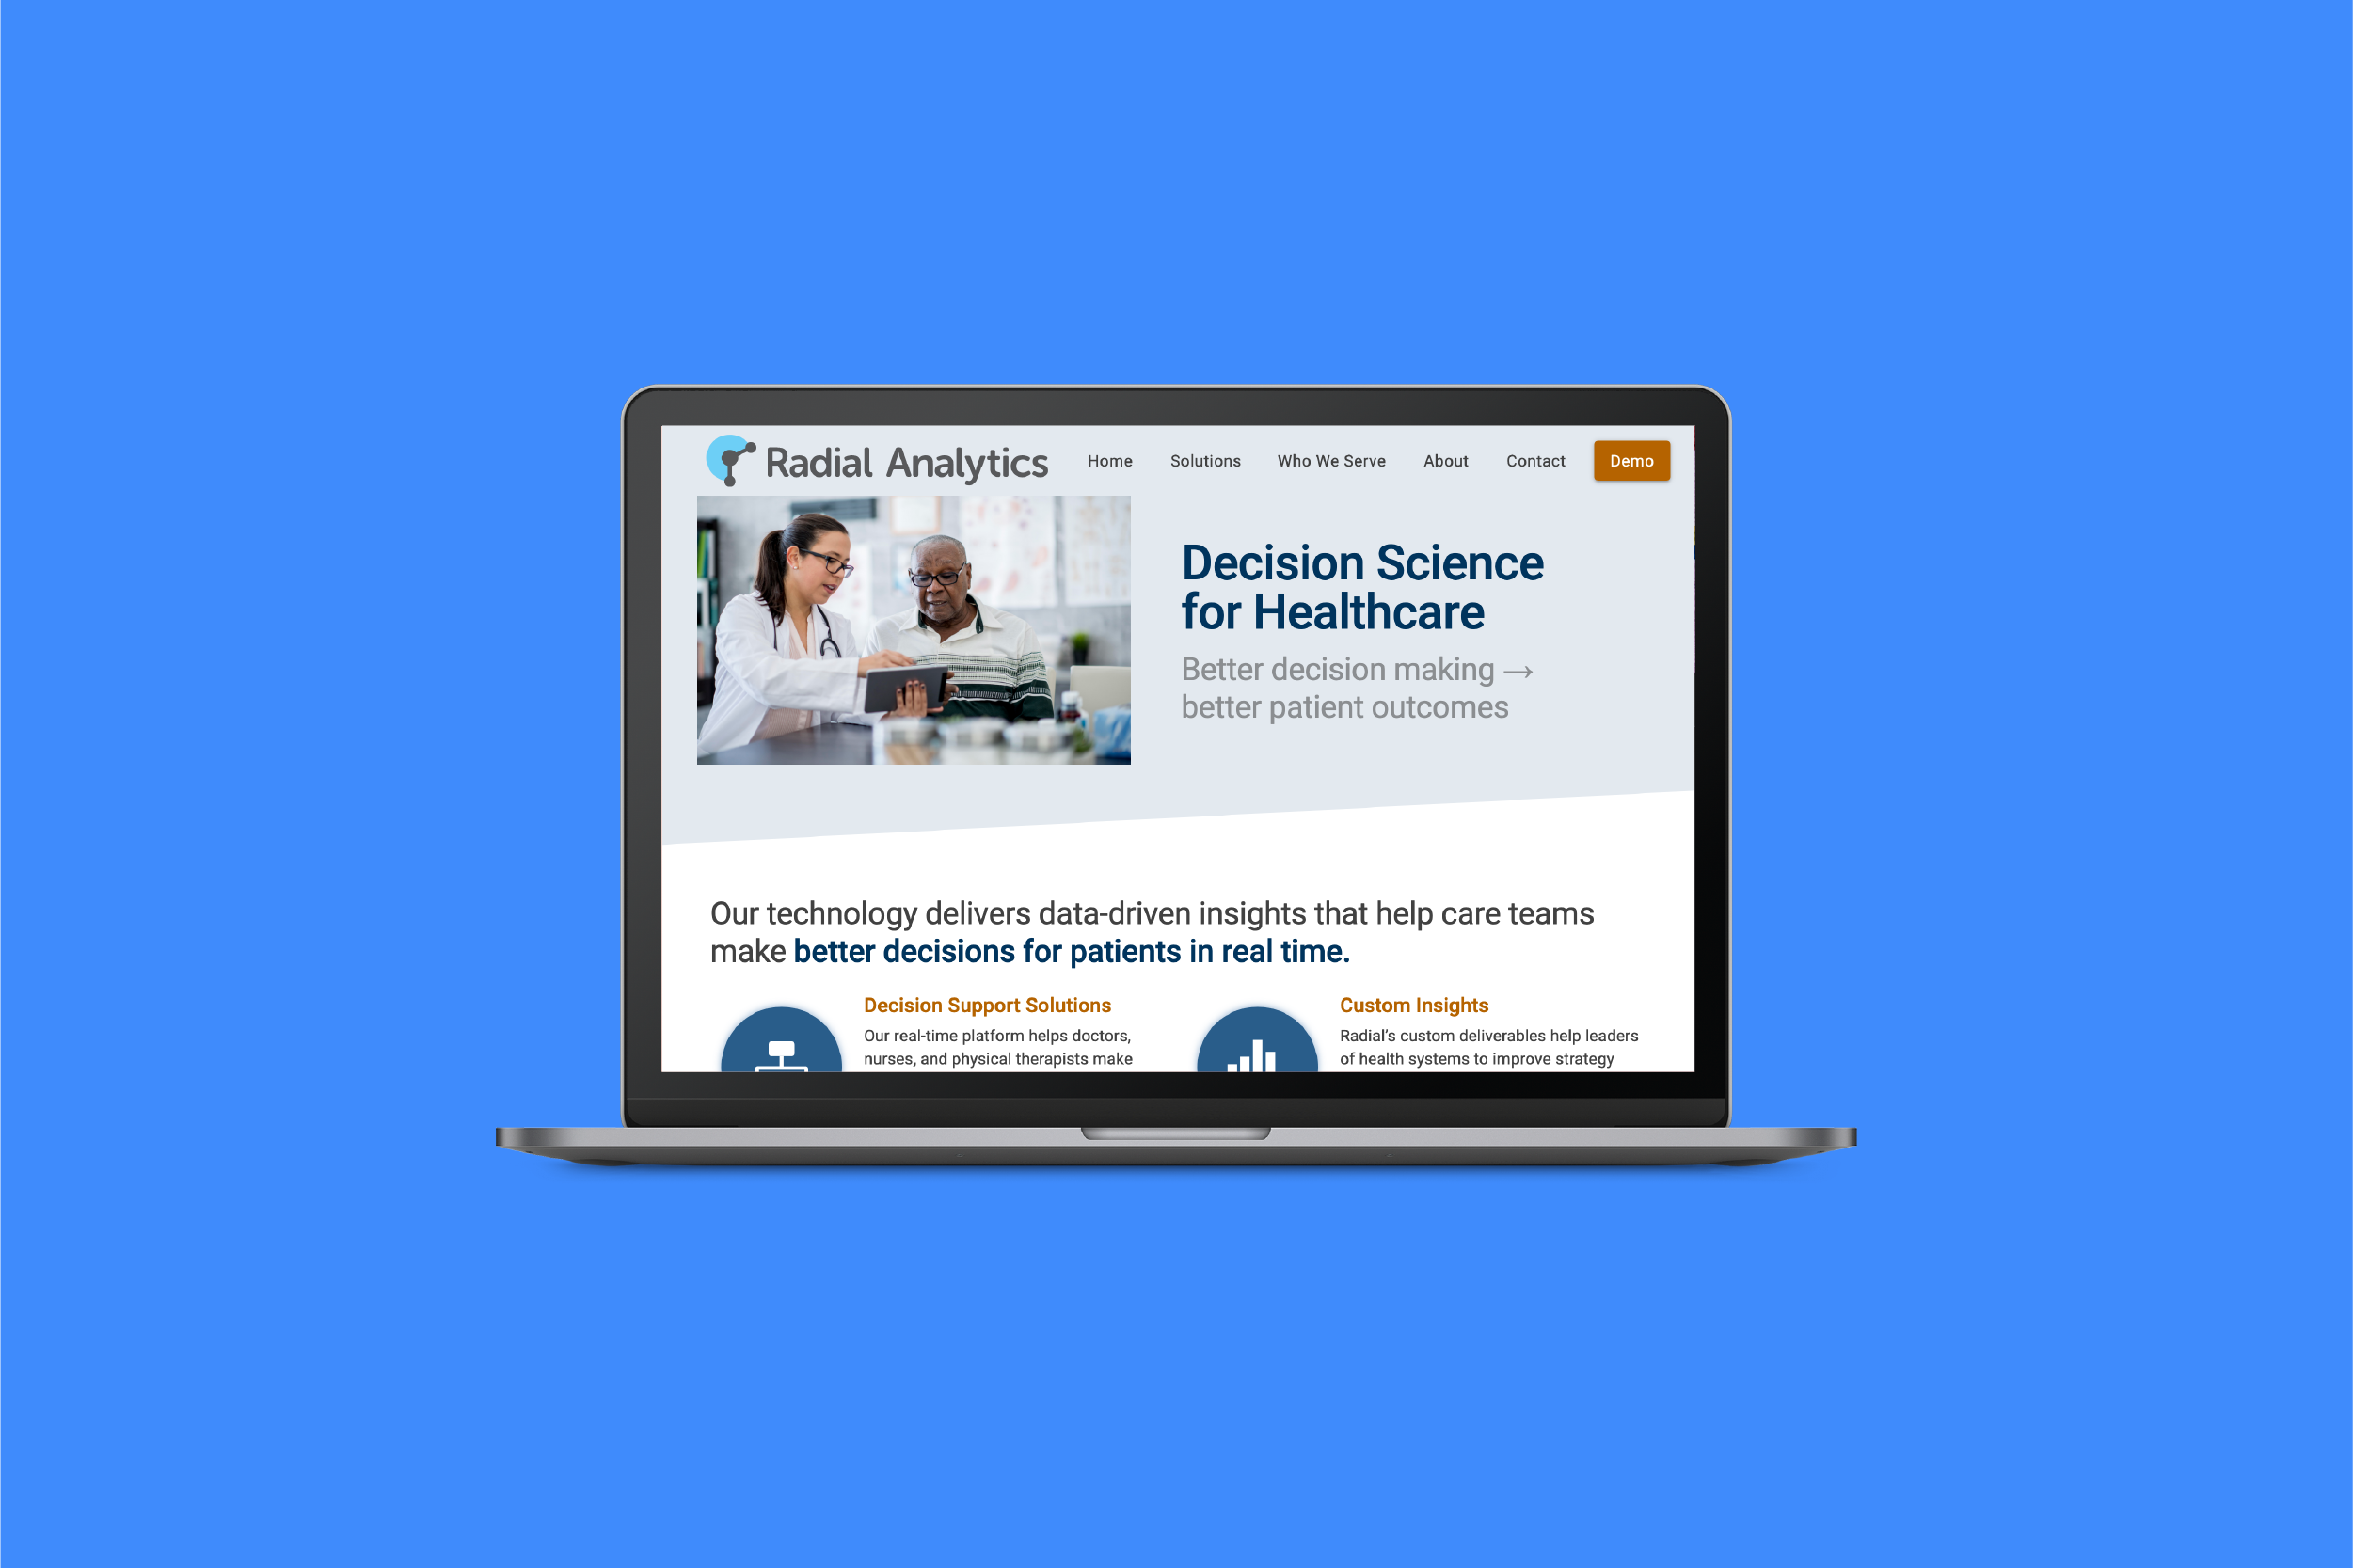 Radial Analytics
Home
Solutions
Who We Serve
About
Contact
Demo
Decision Science
for Healthcare
Better decision making →
better patient outcomes
Our technology delivers data-driven insights that help care teams
make better decisions for patients in real time.
Decision Support Solutions
Our real-time platform helps doctors,
nurses, and physical therapists make
Custom Insights
Radial’s custom deliverables help leaders
of health systems to improve strategy